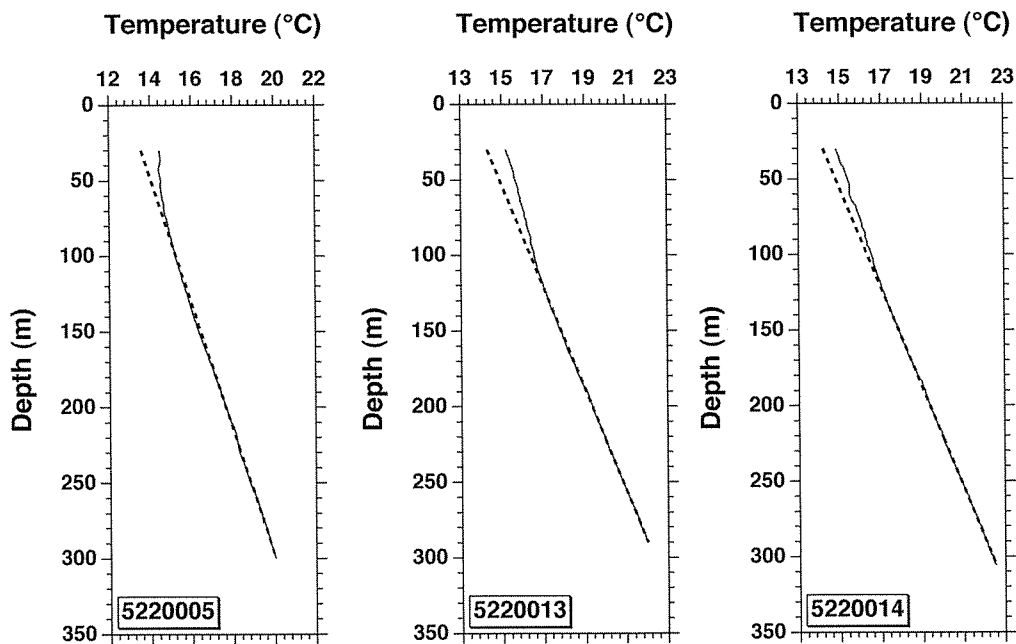 Temperature (°C) Temperature (°C) Temperature (°C)
12 14 16 18 20 22 13 15 17 19 21 23 13 15 17 19 21 23
0 0 0
50 50 50
100 100 100
Depth (m) Depth (m) Depth (m)
150 150 150
200 200 200
250 250 250
300 300 300
5220005 5220013 5220014
350 350 350